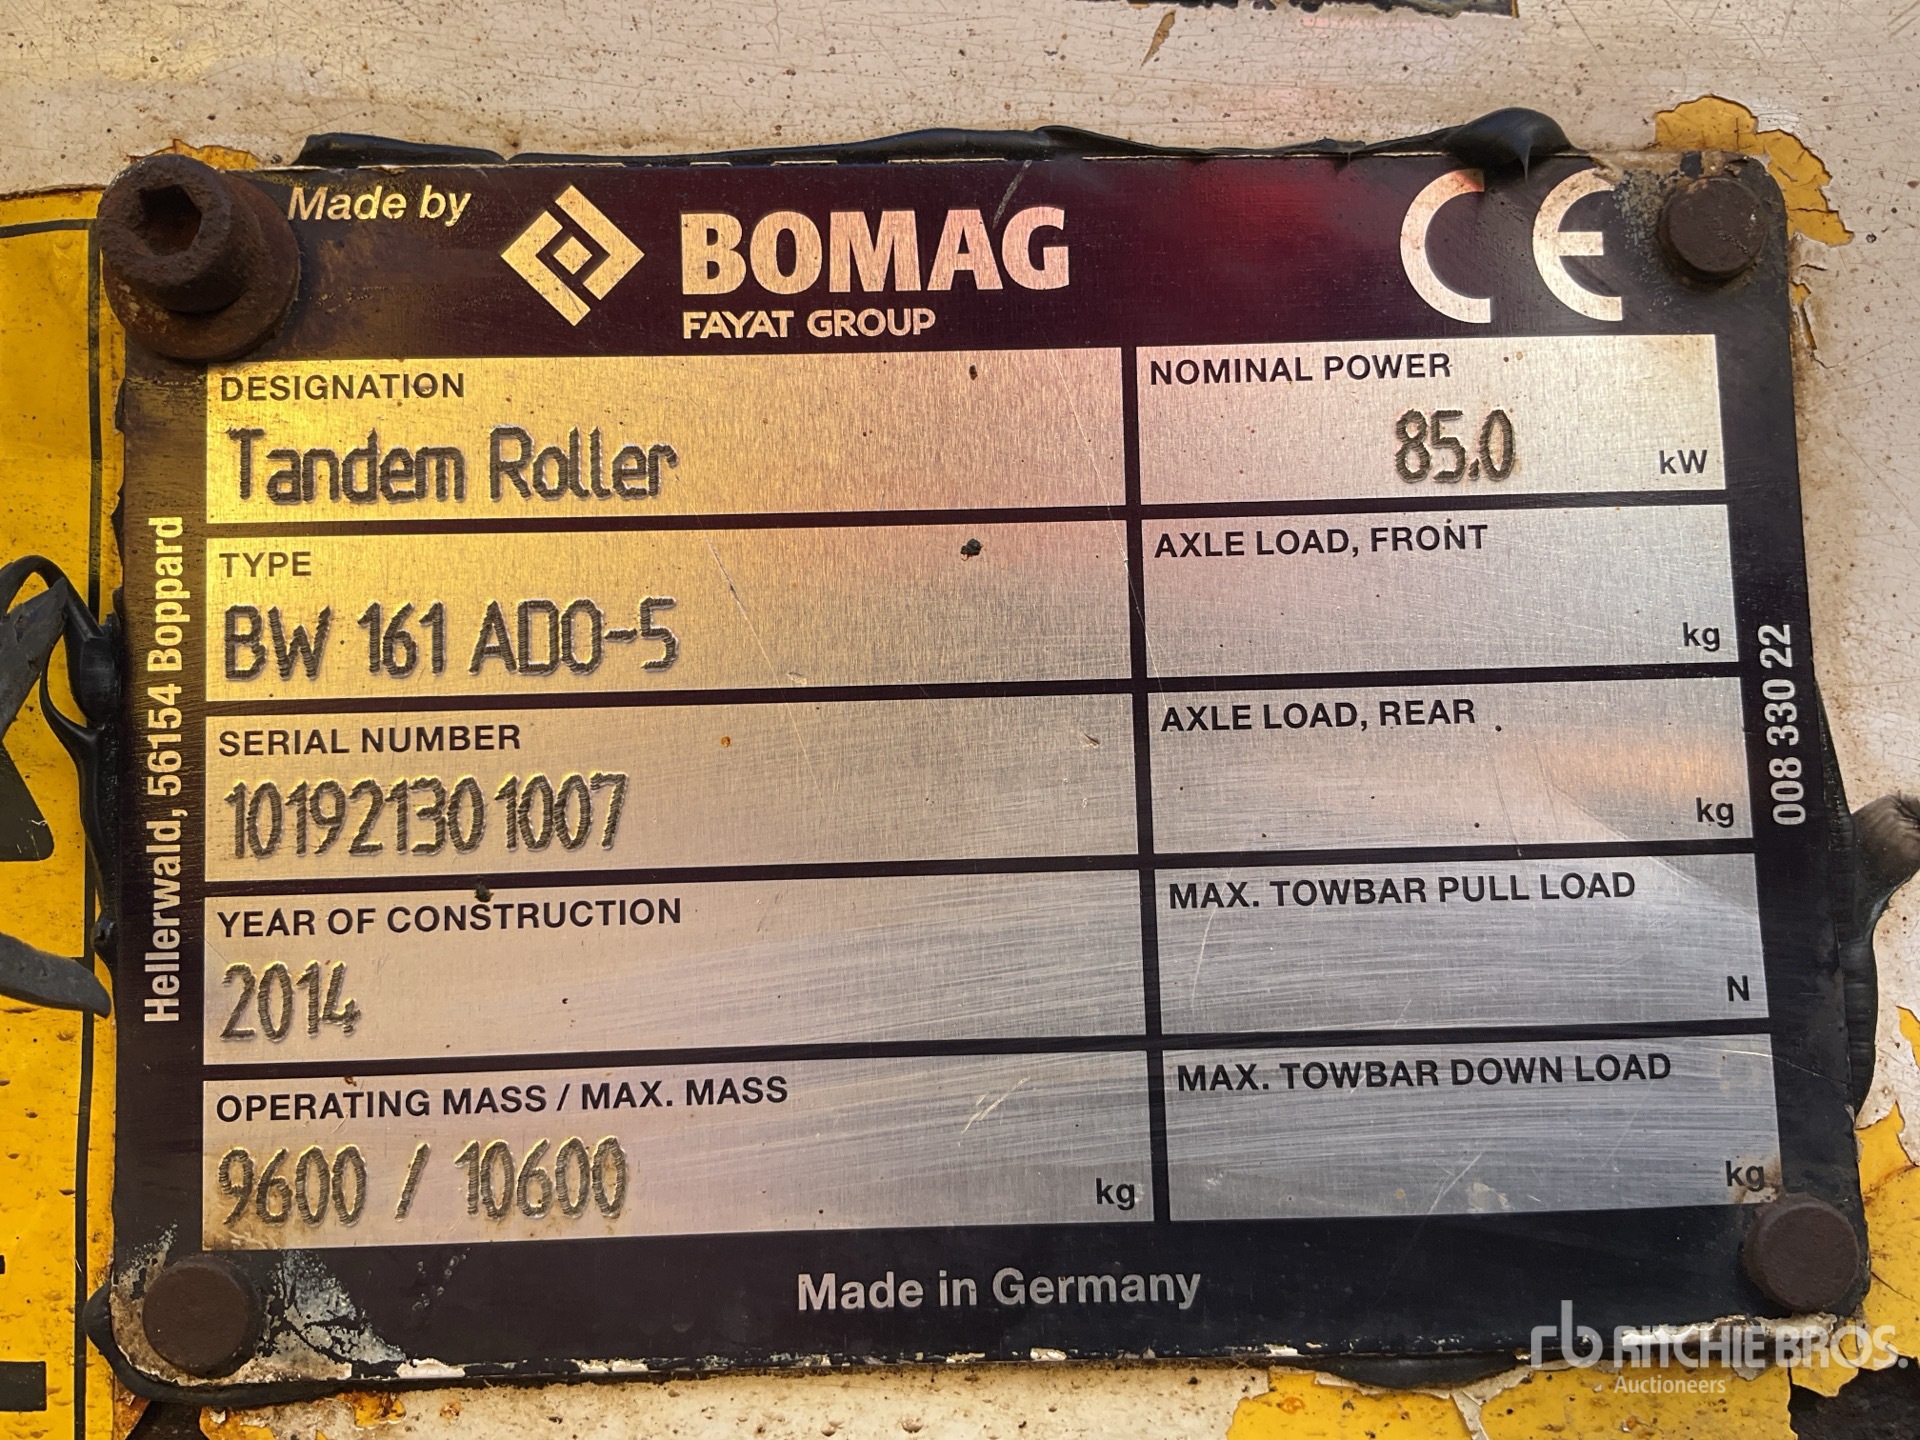 Made by
BOMAG
FAYAT GROUP
CE
DESIGNATION
Tandem Roller
NOMINAL POWER
85.0 kW
TYPE
BW 161 ADO-5
AXLE LOAD, FRONT
kg
SERIAL NUMBER
101921301007
AXLE LOAD, REAR
kg
YEAR OF CONSTRUCTION
2014
MAX. TOWBAR PULL LOAD
N
OPERATING MASS / MAX. MASS
9600 / 10600 kg
MAX. TOWBAR DOWN LOAD
kg
Made in Germany
Hellerwald, 56154 Boppard
008 330 22
rb RITCHIE BROS.
Auctioneers